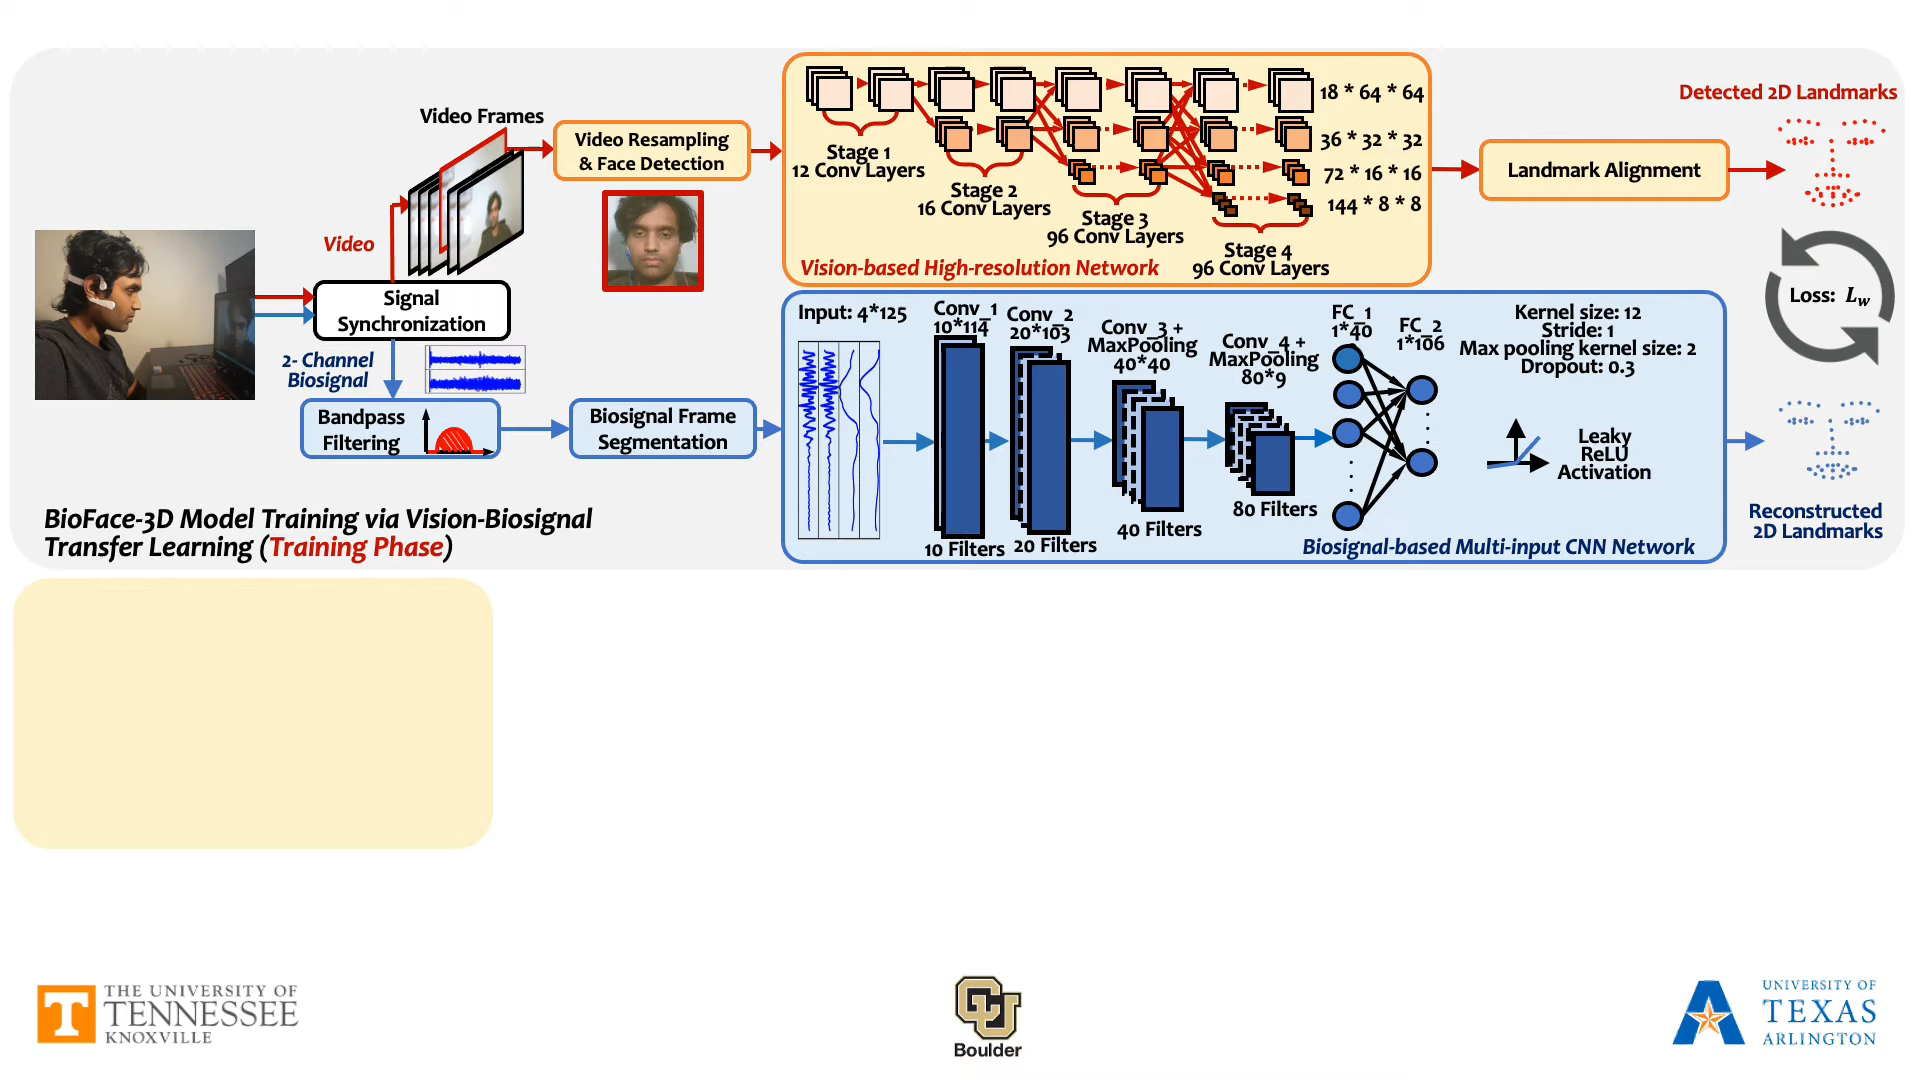 Video Frames
Video Resampling
& Face Detection
Video
Signal
Synchronization
2- Channel
Biosignal
Bandpass
Filtering
Biosignal Frame
Segmentation
BioFace-3D Model Training via Vision-Biosignal
Transfer Learning (Training Phase)
Stage 1
12 Conv Layers
Stage 2
16 Conv Layers
Stage 3
96 Conv Layers
Stage 4
96 Conv Layers
18 * 64 * 64
36 * 32 * 32
72 * 16 * 16
144 * 8 * 8
Vision-based High-resolution Network
Landmark Alignment
Detected 2D Landmarks
Loss: Lw
Input: 4*125
Conv_1
10*114
Conv_2
20*103
Conv_3 +
MaxPooling
40*40
Conv_4 +
MaxPooling
80*9
FC_1
1*40
FC_2
1*106
Kernel size: 12
Stride: 1
Max pooling kernel size: 2
Dropout: 0.3
Leaky
ReLU
Activation
10 Filters
20 Filters
40 Filters
80 Filters
Biosignal-based Multi-input CNN Network
Reconstructed
2D Landmarks
THE UNIVERSITY OF
TENNESSEE
KNOXVILLE
CU
Boulder
UNIVERSITY OF
TEXAS
ARLINGTON